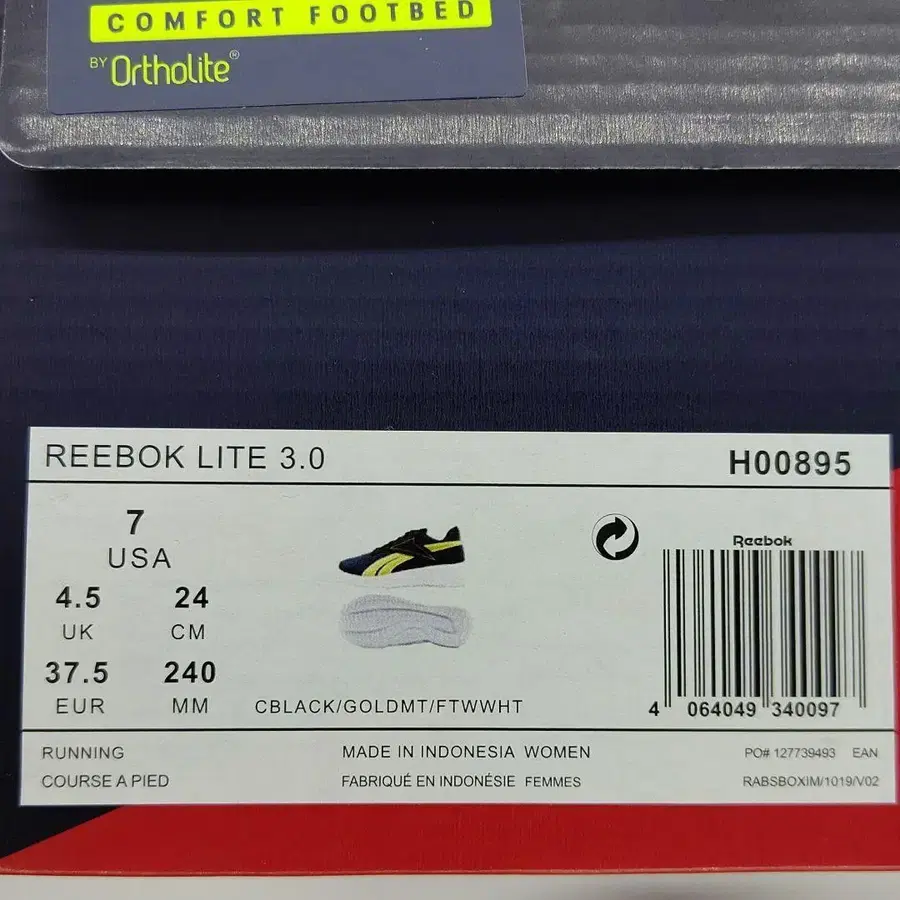 COMFORT FOOTBED
BY Ortholite®
REEBOK LITE 3.0
H00895
7
USA
4.5 24
UK CM
37.5 240
EUR MM
CBLACK/GOLDMT/FTWWHT
Reebok
4 064049 340097
RUNNING
COURSE A PIED
MADE IN INDONESIA WOMEN
FABRIQUÉ EN INDONÉSIE FEMMES
PO# 127739493 EAN
RABSBOXIM/1019/V02